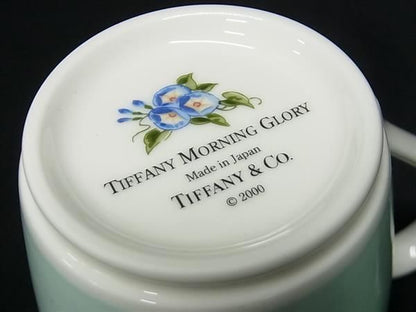 TIFFANY MORNING GLORY
Made in Japan
TIFFANY & CO.
© 2000